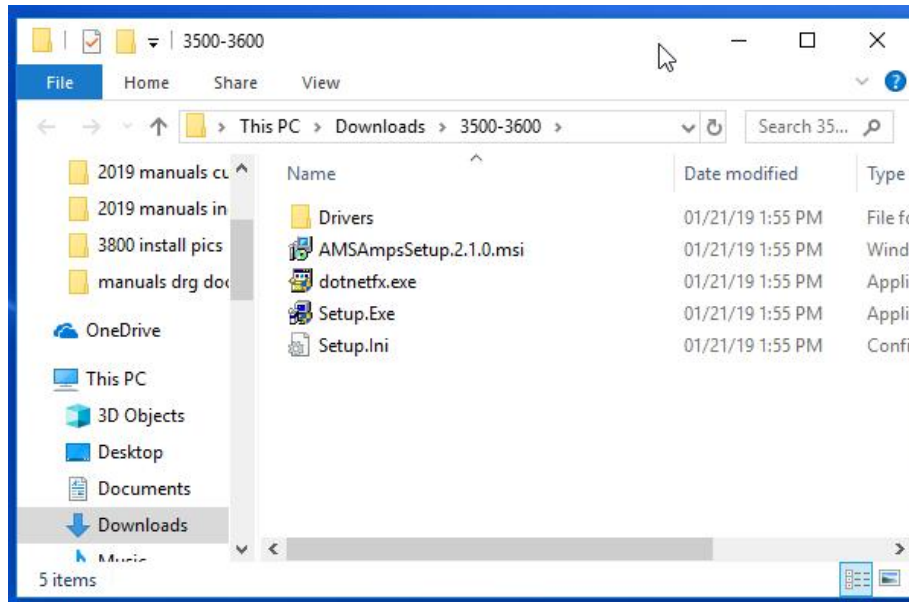 3500-3600
File Home Share View
This PC > Downloads > 3500-3600 > Search 35...
Name Date modified Type
2019 manuals cu
2019 manuals in
3800 install pics
manuals drg do
OneDrive
This PC
3D Objects
Desktop
Documents
Downloads
Music
Drivers 01/21/19 1:55 PM File fo
AMSAmpsSetup.2.1.0.msi 01/21/19 1:55 PM Wind
dotnetfx.exe 01/21/19 1:55 PM Appli
Setup.Exe 01/21/19 1:55 PM Appli
Setup.Ini 01/21/19 1:55 PM Confi
5 items